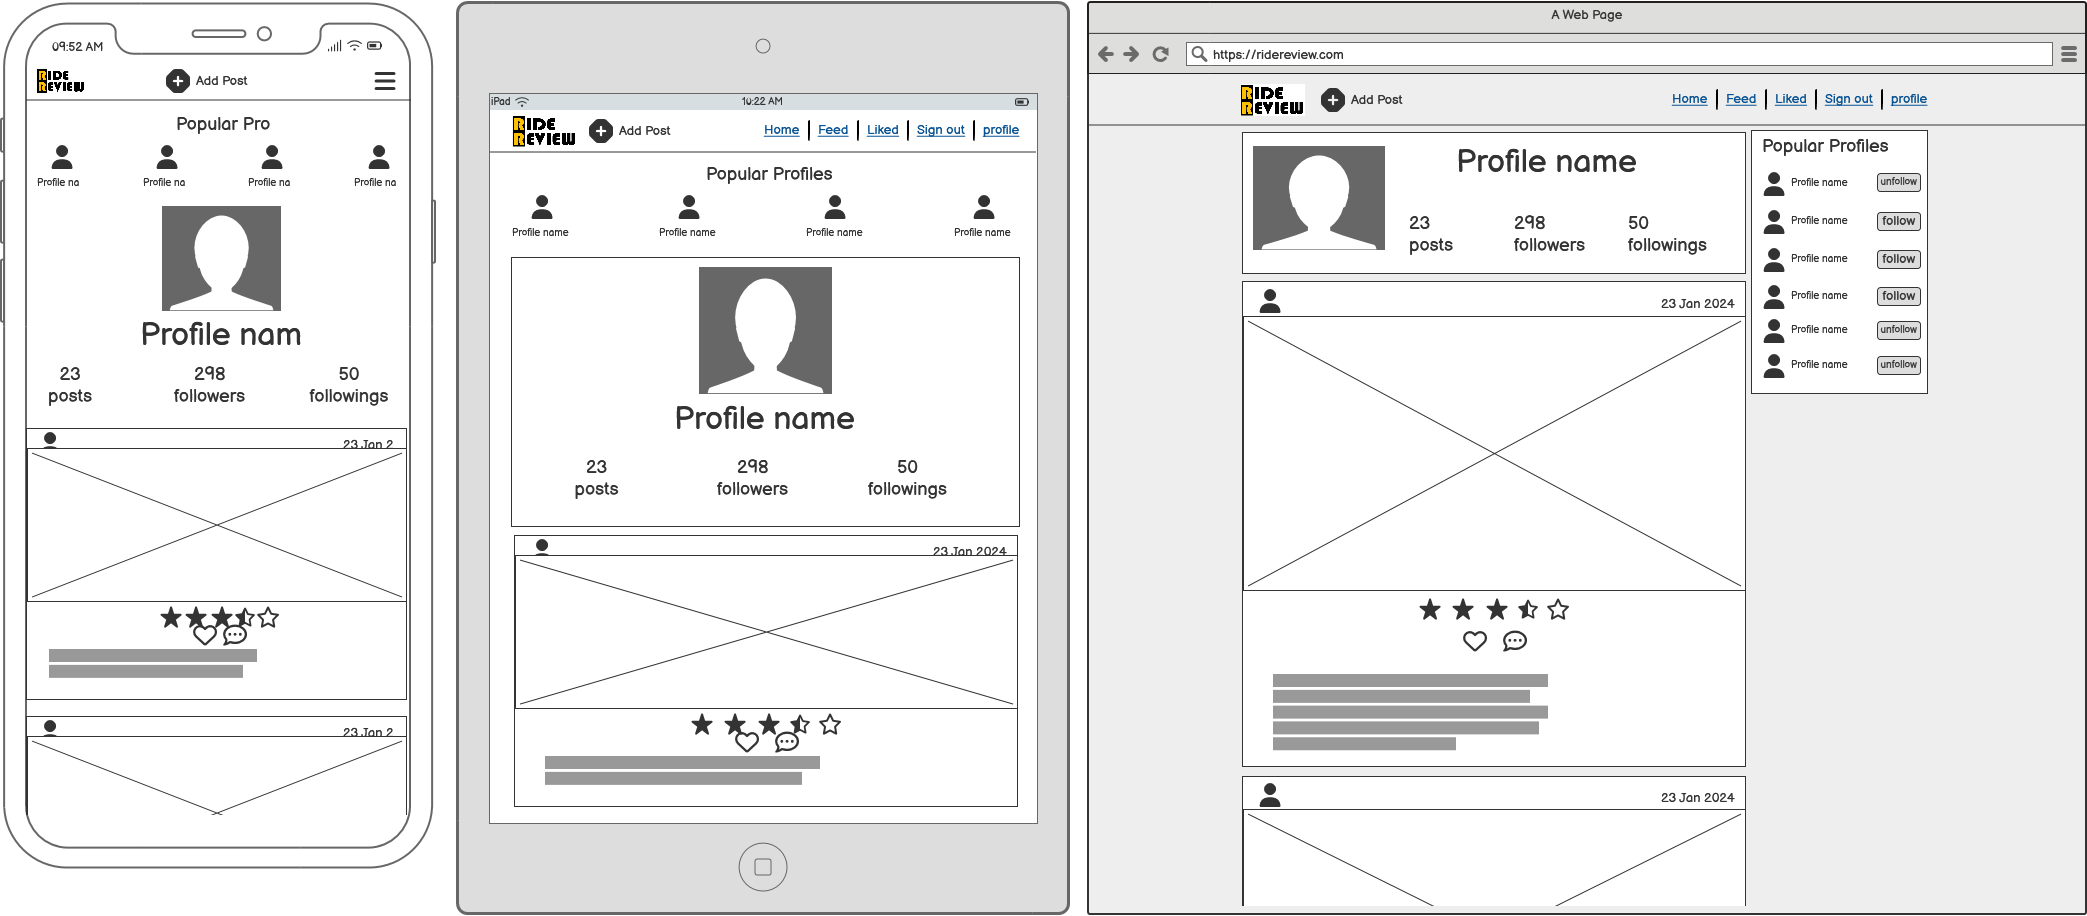 09:52 AM
RIDE
REVIEW
Add Post
Popular Pro
Profile na
Profile na
Profile na
Profile na
Profile nam
23
posts
298
followers
50
followings
23 Jan 2
23 Jan 2
iPad
10:22 AM
RIDE
REVIEW
Add Post
Home
Feed
Liked
Sign out
profile
Popular Profiles
Profile name
Profile name
Profile name
Profile name
Profile name
23
posts
298
followers
50
followings
23 Jan 2024
A Web Page
https://ridereview.com
RIDE
REVIEW
Add Post
Home
Feed
Liked
Sign out
profile
Profile name
23
posts
298
followers
50
followings
23 Jan 2024
23 Jan 2024
Popular Profiles
Profile name unfollow
Profile name follow
Profile name follow
Profile name follow
Profile name unfollow
Profile name unfollow